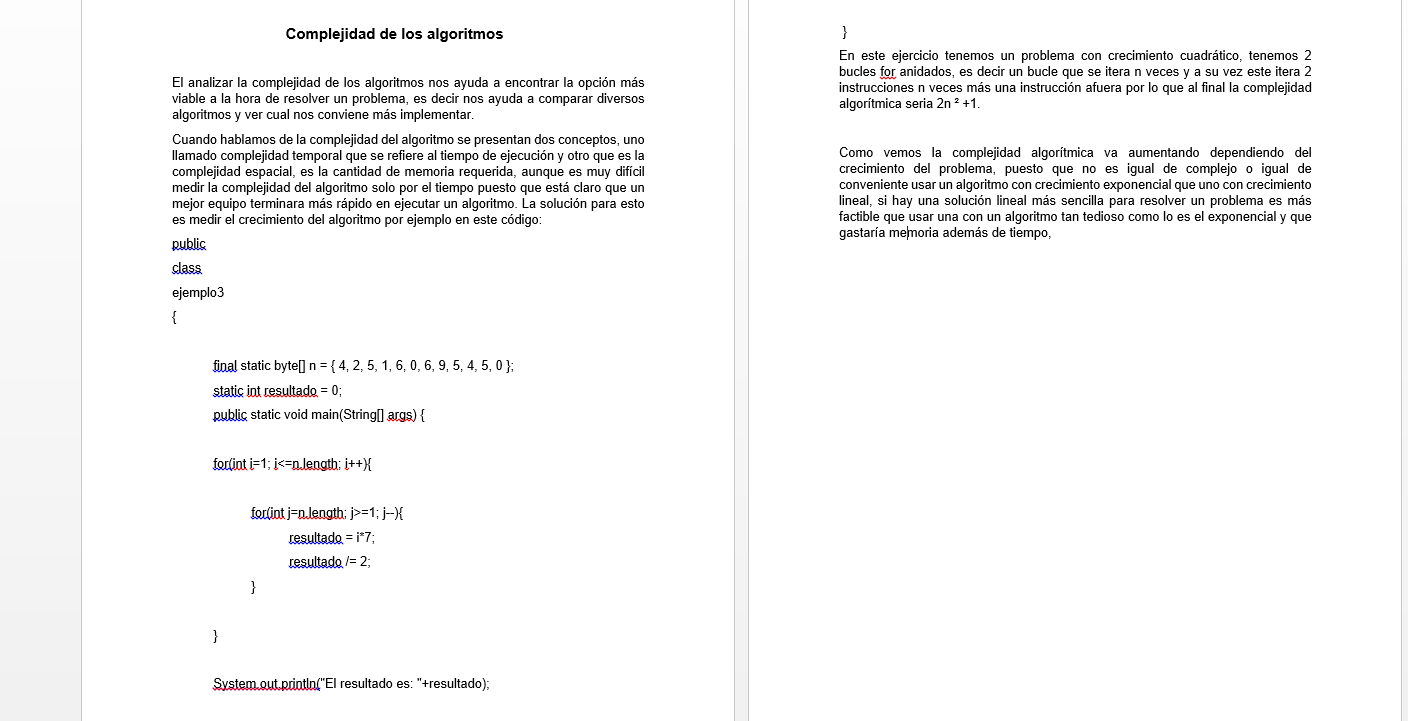 Complejidad de los algoritmos
El analizar la complejidad de los algoritmos nos ayuda a encontrar la opción más
viable a la hora de resolver un problema, es decir nos ayuda a comparar diversos
algoritmos y ver cual nos conviene más implementar.
Cuando hablamos de la complejidad del algoritmo se presentan dos conceptos, uno
llamado complejidad temporal que se refiere al tiempo de ejecución y otro que es la
complejidad espacial, es la cantidad de memoria requerida, aunque es muy difícil
medir la complejidad del algoritmo solo por el tiempo puesto que está claro que un
mejor equipo terminara más rápido en ejecutar un algoritmo. La solución para esto
es medir el crecimiento del algoritmo por ejemplo en este código:
public
class
ejemplo3
{
final static byte[] n = { 4, 2, 5, 1, 6, 0, 6, 9, 5, 4, 5, 0 };
static int resultado = 0;
public static void main(String[] args) {
for(int i=1; i<=n.length; i++){
for(int j=n.length; j>=1; j--){
resultado = i*7;
resultado /= 2;
}
}
System.out.println("El resultado es: "+resultado);
}
En este ejercicio tenemos un problema con crecimiento cuadrático, tenemos 2
bucles for anidados, es decir un bucle que se itera n veces y a su vez este itera 2
instrucciones n veces más una instrucción afuera por lo que al final la complejidad
algorítmica seria 2n ² +1.
Como vemos la complejidad algorítmica va aumentando dependiendo del
crecimiento del problema, puesto que no es igual de complejo o igual de
conveniente usar un algoritmo con crecimiento exponencial que uno con crecimiento
lineal, si hay una solución lineal más sencilla para resolver un problema es más
factible que usar una con un algoritmo tan tedioso como lo es el exponencial y que
gastaría memoria además de tiempo,